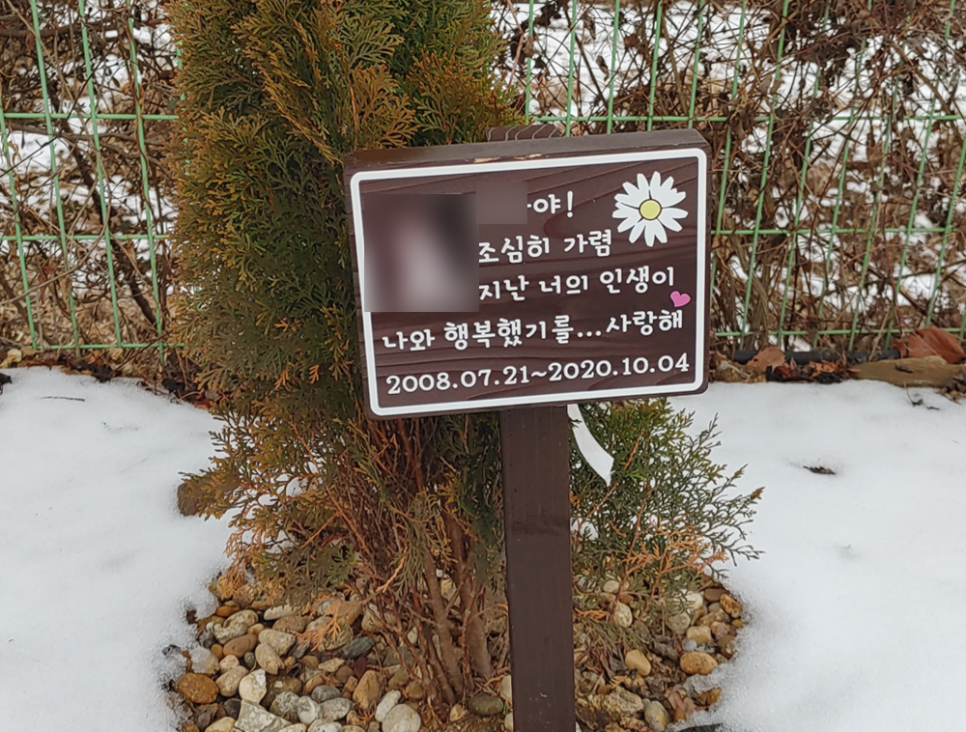 야!
조심히 가렴
지난 너의 인생이
나와 행복했기를...사랑해
2008.07.21~2020.10.04